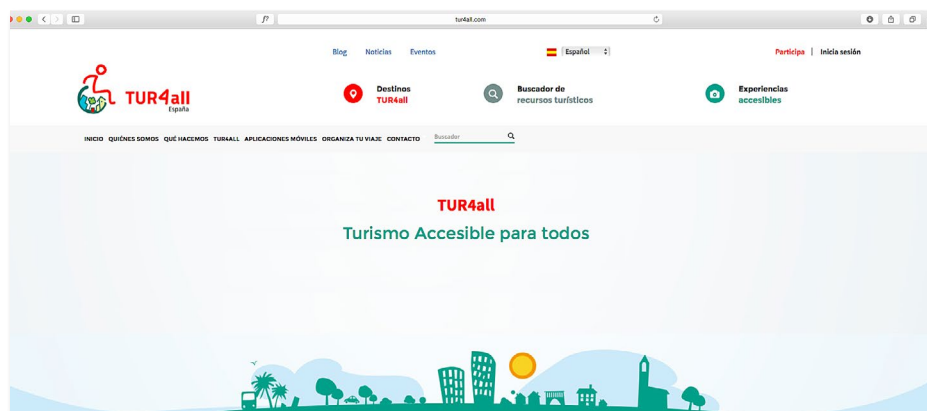 tur4all.com
Blog Noticias Eventos Español Participa | Inicia sesión
TUR4all
España
Destinos
TUR4all
Buscador de
recursos turísticos
Experiencias
accesibles
INICIO QUIÉNES SOMOS QUÉ HACEMOS TUR4ALL APLICACIONES MÓVILES ORGANIZA TU VIAJE CONTACTO Buscador
TUR4all
Turismo Accesible para todos